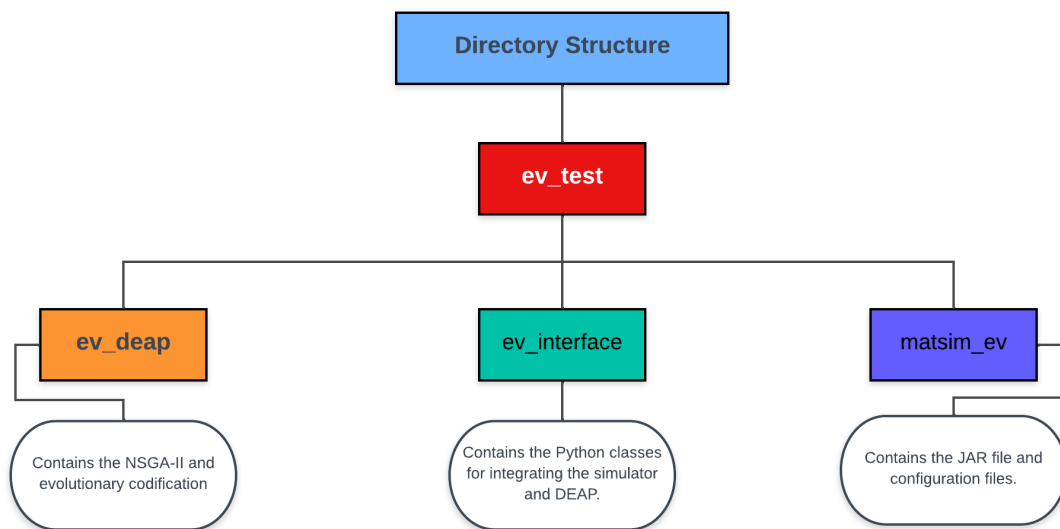 Directory Structure
ev_test
ev_deap
ev_interface
matsim_ev
Contains the NSGA-II and
evolutionary codification
Contains the Python classes
for integrating the simulator
and DEAP.
Contains the JAR file and
configuration files.